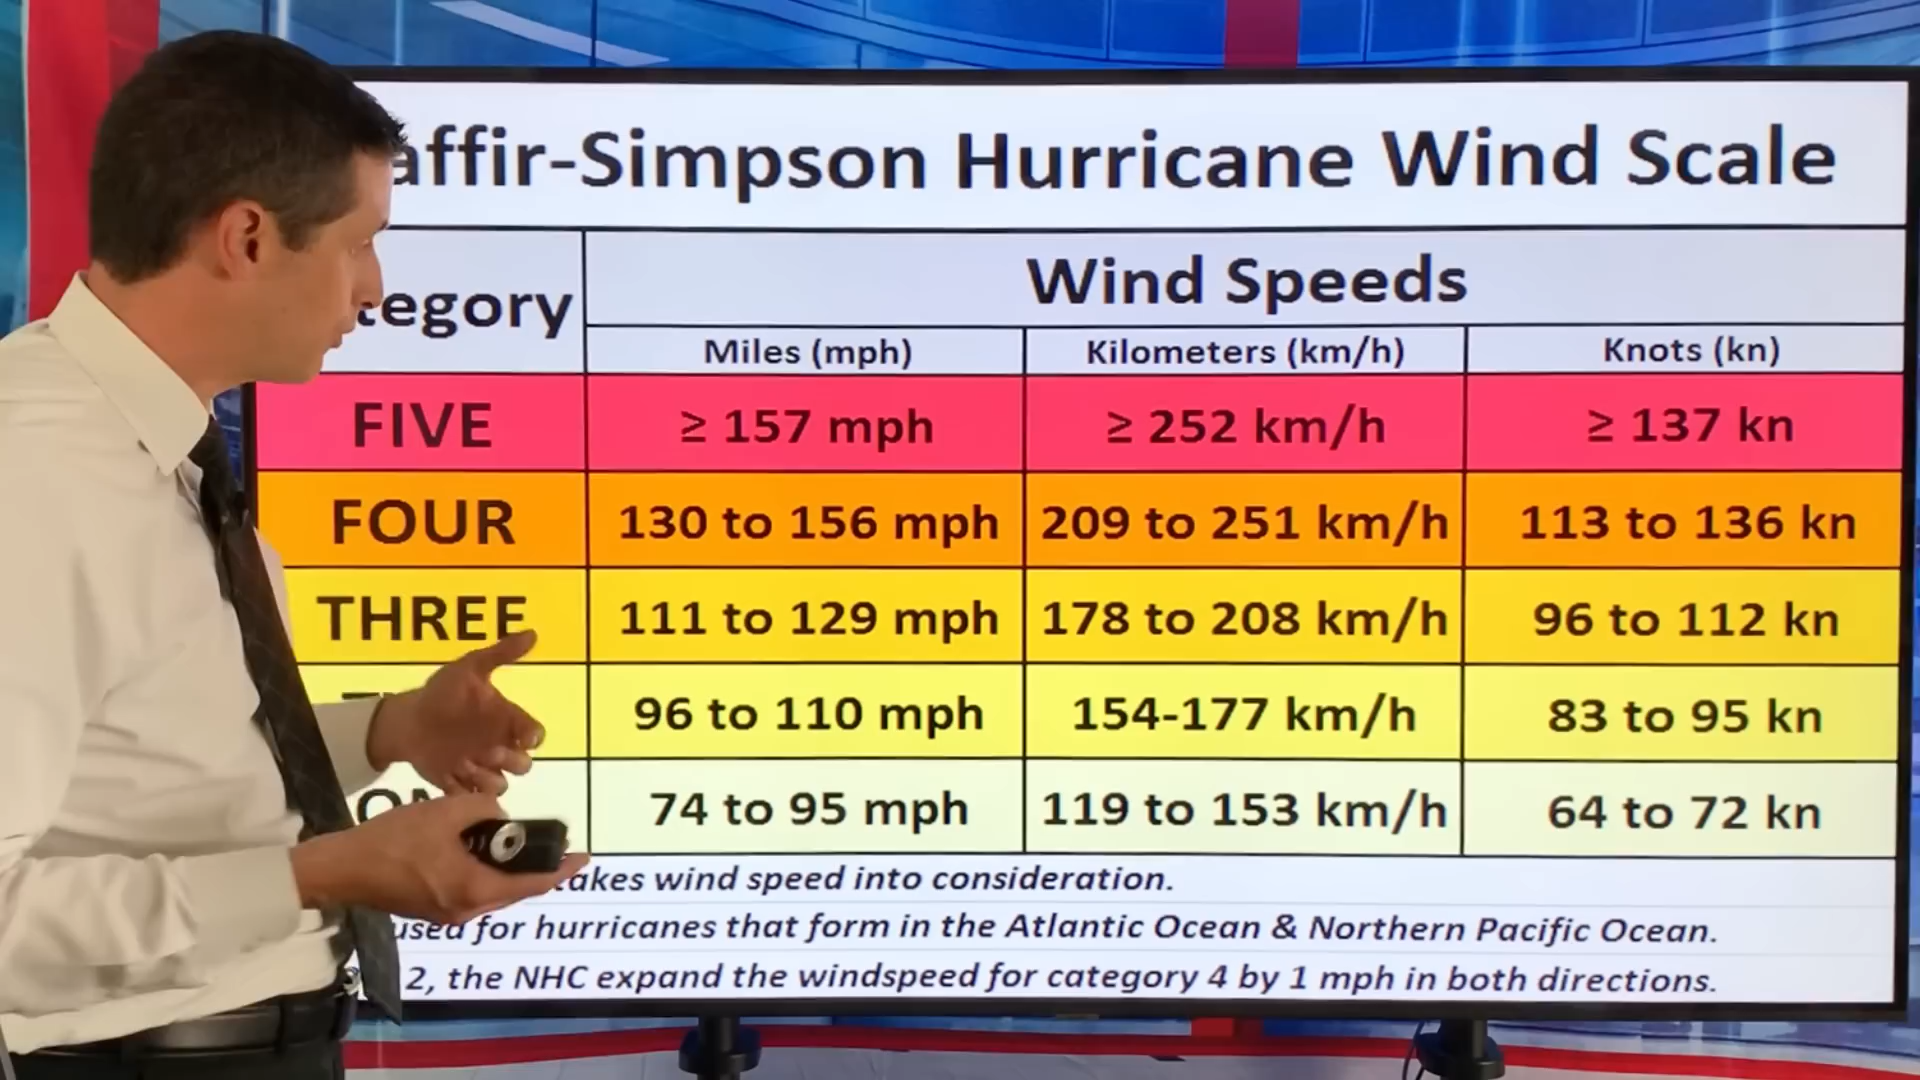 affir-Simpson Hurricane Wind Scale
tegory
Wind Speeds
Miles (mph) Kilometers (km/h) Knots (kn)
FIVE ≥ 157 mph ≥ 252 km/h ≥ 137 kn
FOUR 130 to 156 mph 209 to 251 km/h 113 to 136 kn
THREE 111 to 129 mph 178 to 208 km/h 96 to 112 kn
96 to 110 mph 154-177 km/h 83 to 95 kn
ON 74 to 95 mph 119 to 153 km/h 64 to 72 kn
takes wind speed into consideration.
used for hurricanes that form in the Atlantic Ocean & Northern Pacific Ocean.
2, the NHC expand the windspeed for category 4 by 1 mph in both directions.